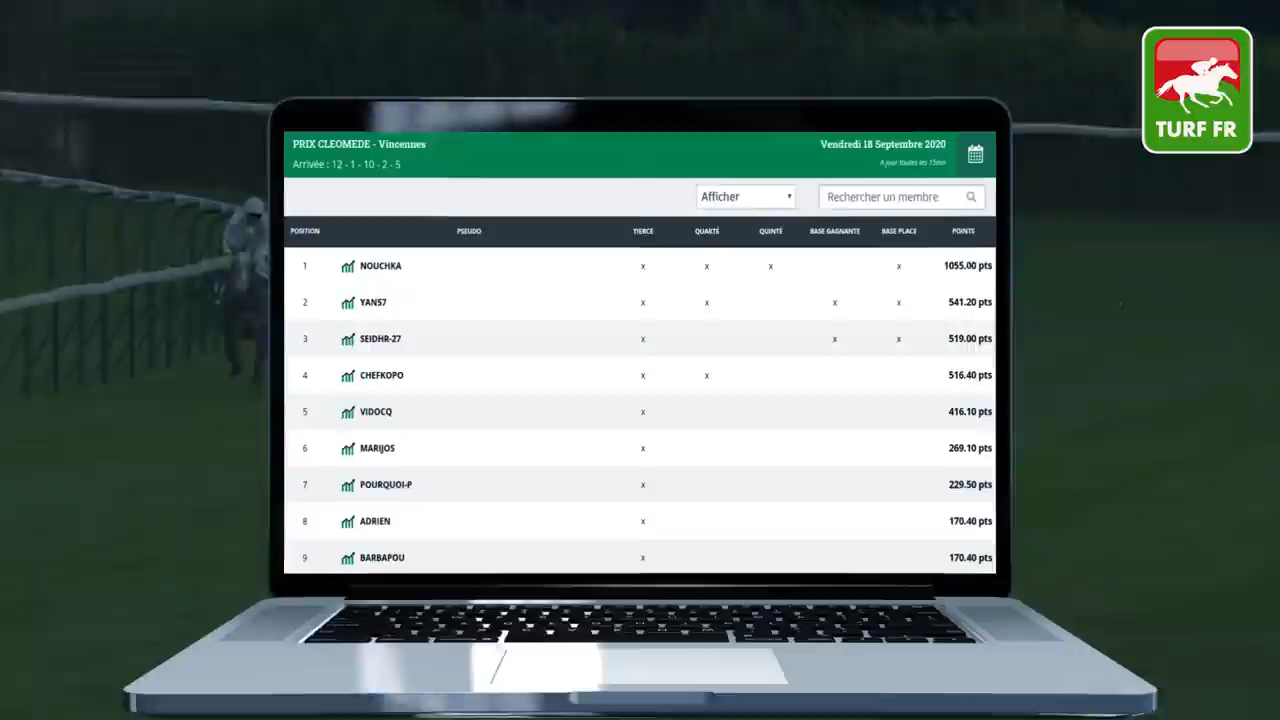 TURF FR
PRIX CLEOMEDE - Vincennes
Vendredi 18 Septembre 2020
Arrivée : 12 - 1 - 10 - 2 - 5
A jour toutes les 15mn
Afficher
Rechercher un membre
POSITION PSEUDO TIERCE QUARTÉ QUINTÉ BASE GAGNANTE BASE PLACE POINTS
1 NOUCHKA x x x x 1055.00 pts
2 YAN57 x x x x 541.20 pts
3 SEIDHR-27 x x x 519.00 pts
4 CHEFKOPO x x 516.40 pts
5 VIDOCQ x 416.10 pts
6 MARIJOS x 269.10 pts
7 POURQUOI-P x 229.50 pts
8 ADRIEN x 170.40 pts
9 BARBAPOU x 170.40 pts